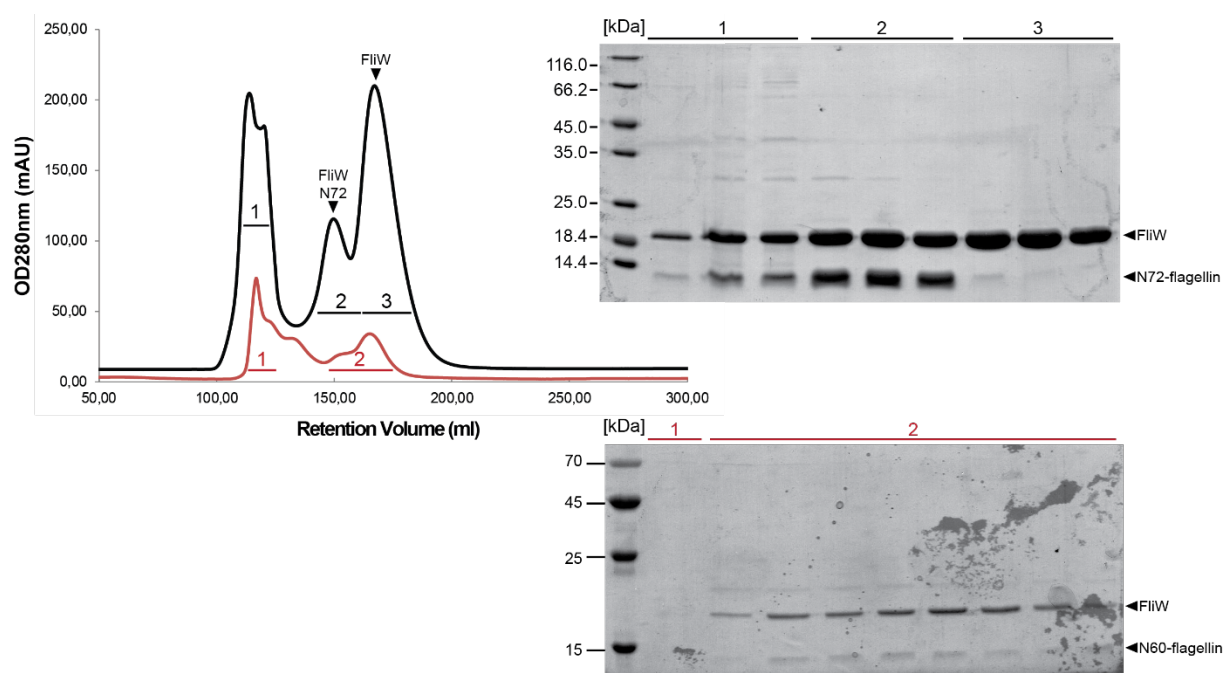 250,00
200,00
150,00
100,00
50,00
0,00
OD280nm (mAU)
50,00 100,00 150,00 200,00 250,00 300,00
Retention Volume (ml)
FliW
FliW
N72
1
2 3
1 2
[kDa] 1 2 3
116.0
66.2
45.0
35.0
25.0
18.4
14.4
FliW
N72-flagellin
[kDa] 1 2
70
45
25
15
FliW
N60-flagellin